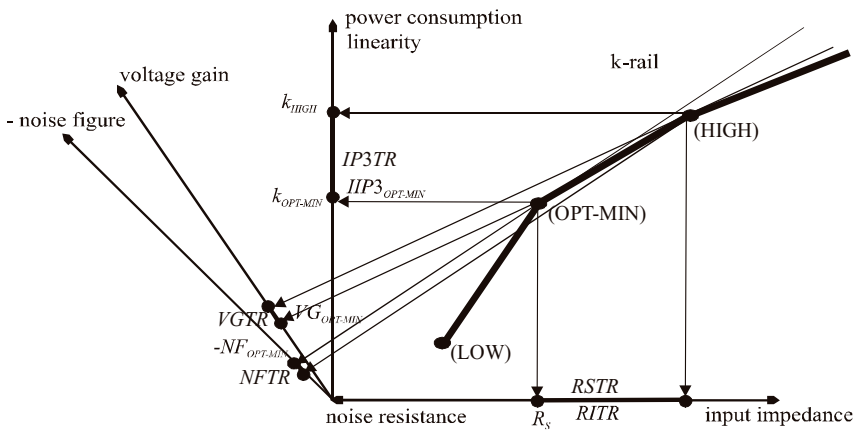 power consumption
linearity
k-rail
voltage gain
- noise figure
k_HIGH
(HIGH)
IP3TR
IIP3_OPT-MIN
k_OPT-MIN
(OPT-MIN)
VGTR
VG_OPT-MIN
-NF_OPT-MIN
(LOW)
NFTR
RSTR
noise resistance
R_S
RITR
input impedance